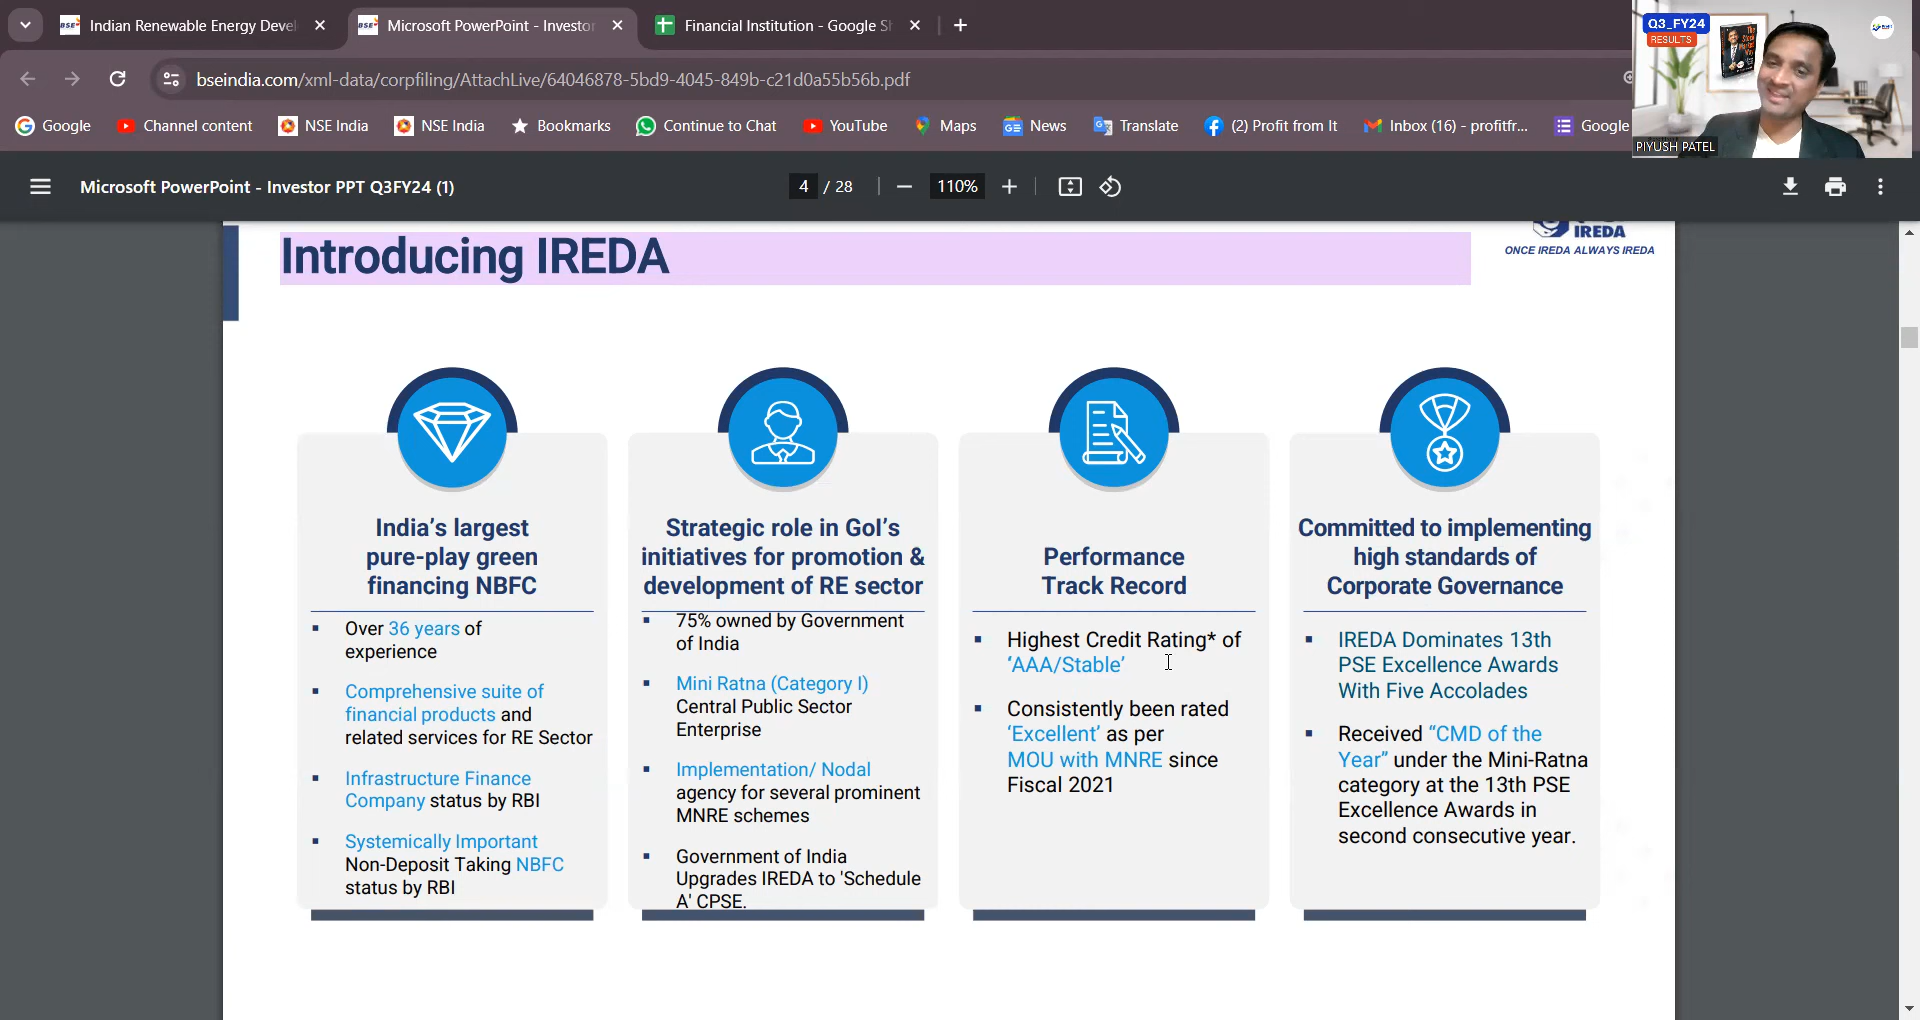 Indian Renewable Energy Devel
Microsoft PowerPoint - Investor
Financial Institution - Google Sh
bseindia.com/xml-data/corpfiling/AttachLive/64046878-5bd9-4045-849b-c21d0a55b56b.pdf
Google
Channel content
NSE India
NSE India
Bookmarks
Continue to Chat
YouTube
Maps
News
Translate
(2) Profit from It
Inbox (16) - profitfr...
Google
Q3_FY24
RESULTS
PIYUSH PATEL
Microsoft PowerPoint - Investor PPT Q3FY24 (1)
4 / 28
110%
Introducing IREDA
IREDA
ONCE IREDA ALWAYS IREDA
India’s largest
pure-play green
financing NBFC
▪ Over 36 years of
experience
▪ Comprehensive suite of
financial products and
related services for RE Sector
▪ Infrastructure Finance
Company status by RBI
▪ Systemically Important
Non-Deposit Taking NBFC
status by RBI
Strategic role in GoI’s
initiatives for promotion &
development of RE sector
▪ 75% owned by Government
of India
▪ Mini Ratna (Category I)
Central Public Sector
Enterprise
▪ Implementation/ Nodal
agency for several prominent
MNRE schemes
▪ Government of India
Upgrades IREDA to 'Schedule
A' CPSE.
Performance
Track Record
▪ Highest Credit Rating* of
‘AAA/Stable’
▪ Consistently been rated
‘Excellent’ as per
MOU with MNRE since
Fiscal 2021
Committed to implementing
high standards of
Corporate Governance
▪ IREDA Dominates 13th
PSE Excellence Awards
With Five Accolades
▪ Received “CMD of the
Year” under the Mini-Ratna
category at the 13th PSE
Excellence Awards in
second consecutive year.